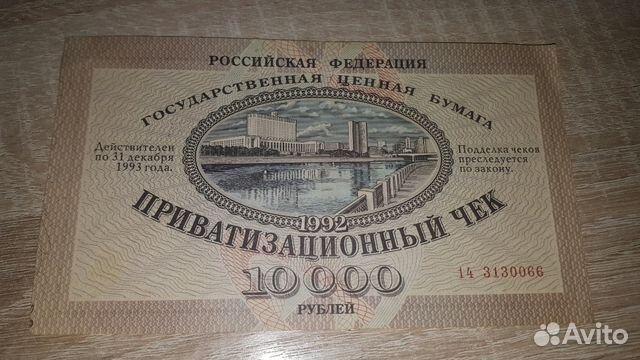 РОССИЙСКАЯ ФЕДЕРАЦИЯ
ГОСУДАРСТВЕННАЯ ЦЕННАЯ БУМАГА
Действителен
по 31 декабря
1993 года.
Подделка чеков
преследуется
по закону.
1992
ПРИВАТИЗАЦИОННЫЙ ЧЕК
10 000
РУБЛЕЙ
14 3130066
Avito